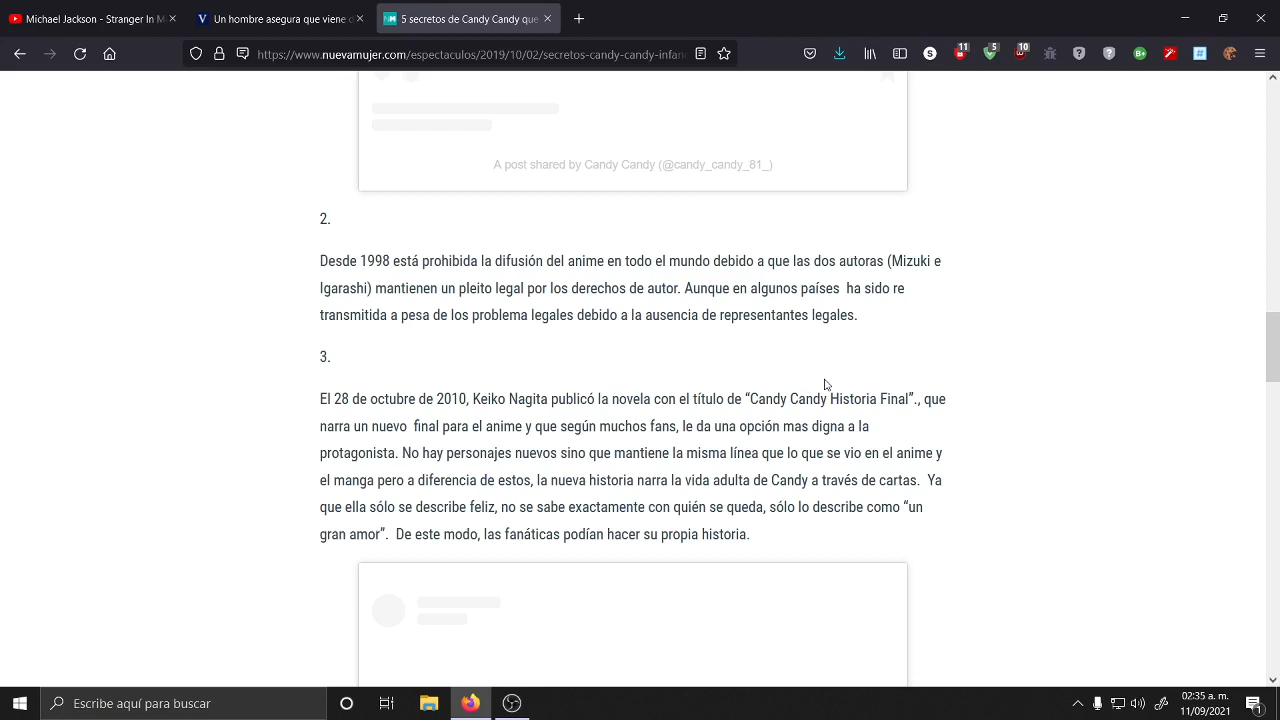 Michael Jackson - Stranger In M
Un hombre asegura que viene d
5 secretos de Candy Candy que
https://www.nuevamujer.com/espectaculos/2019/10/02/secretos-candy-candy-infan
11
5
10
A post shared by Candy Candy (@candy_candy_81_)
2.
Desde 1998 está prohibida la difusión del anime en todo el mundo debido a que las dos autoras (Mizuki e
Igarashi) mantienen un pleito legal por los derechos de autor. Aunque en algunos países ha sido re
transmitida a pesa de los problema legales debido a la ausencia de representantes legales.
3.
El 28 de octubre de 2010, Keiko Nagita publicó la novela con el título de “Candy Candy Historia Final”., que
narra un nuevo final para el anime y que según muchos fans, le da una opción mas digna a la
protagonista. No hay personajes nuevos sino que mantiene la misma línea que lo que se vio en el anime y
el manga pero a diferencia de estos, la nueva historia narra la vida adulta de Candy a través de cartas. Ya
que ella sólo se describe feliz, no se sabe exactamente con quién se queda, sólo lo describe como “un
gran amor”. De este modo, las fanáticas podían hacer su propia historia.
Escribe aquí para buscar
02:35 a. m.
11/09/2021
1